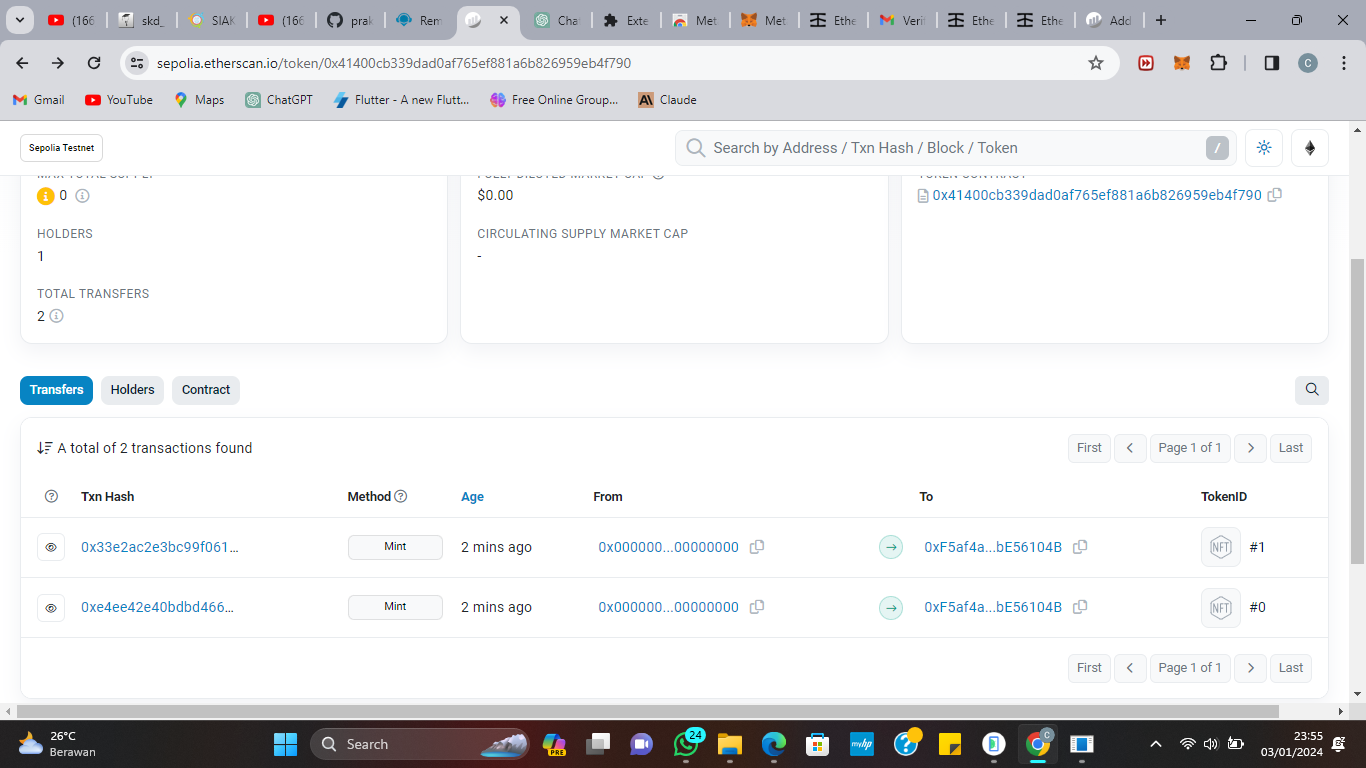 (166 skd_ SIAK (166 prak Rem Chat Exte Met Met Ethe Verif Ethe Ethe Add
sepolia.etherscan.io/token/0x41400cb339dad0af765ef881a6b826959eb4f790
C
Gmail YouTube Maps ChatGPT Flutter - A new Flutt... Free Online Group... Claude
Sepolia Testnet
Search by Address / Txn Hash / Block / Token /
0 $0.00 0x41400cb339dad0af765ef881a6b826959eb4f790
HOLDERS CIRCULATING SUPPLY MARKET CAP
1 -
TOTAL TRANSFERS
2
Transfers Holders Contract
A total of 2 transactions found First Page 1 of 1 Last
Txn Hash Method Age From To TokenID
0x33e2ac2e3bc99f061... Mint 2 mins ago 0x000000...00000000 0xF5af4a...bE56104B NFT #1
0xe4ee42e40bdbd466... Mint 2 mins ago 0x000000...00000000 0xF5af4a...bE56104B NFT #0
First Page 1 of 1 Last
26°C
Berawan
Search
PRE
24
myhp
C
23:55
03/01/2024